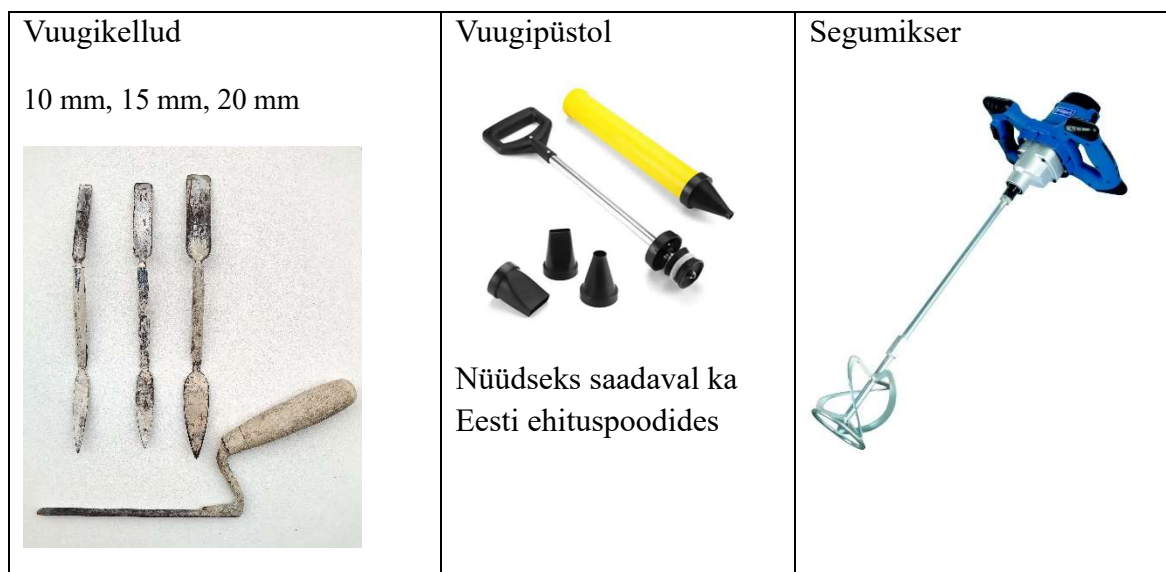 Vuugikellud
10 mm, 15 mm, 20 mm
Vuugipüstol
Nüüdseks saadaval ka
Eesti ehituspoodides
Segumikser